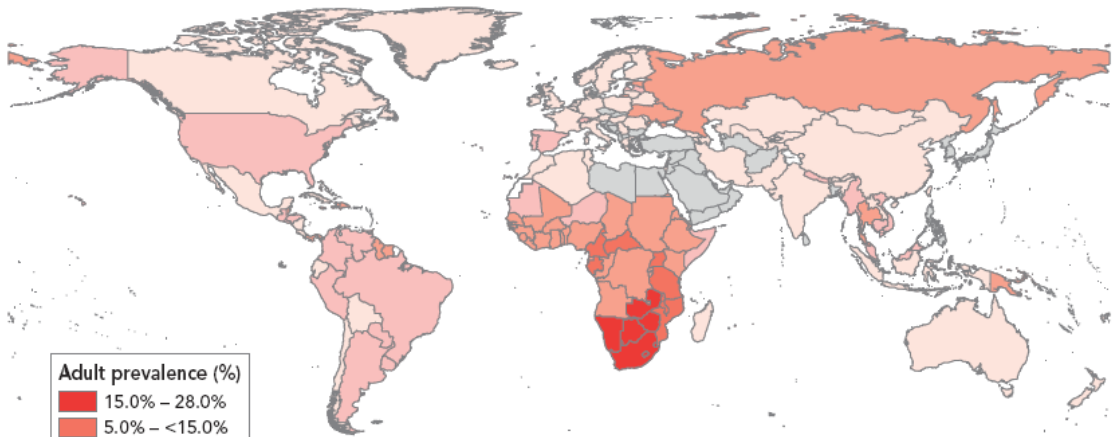 Adult prevalence (%)
15.0% – 28.0%
5.0% – <15.0%